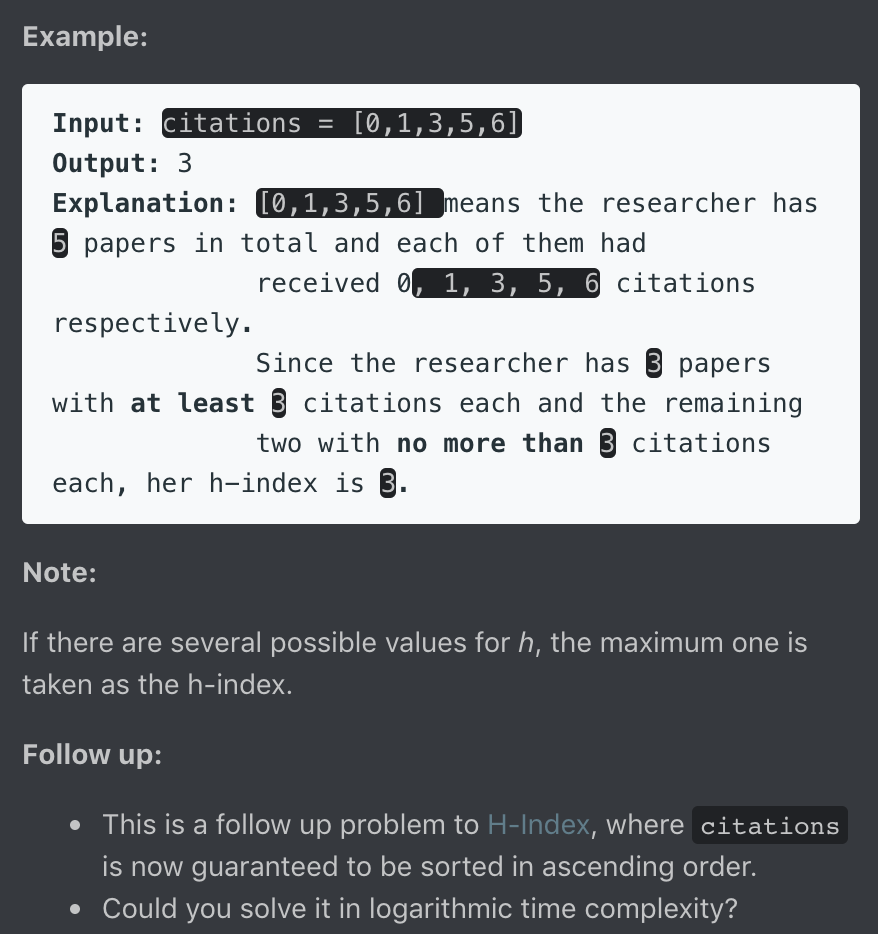 Example:
Input: citations = [0,1,3,5,6]
Output: 3
Explanation: [0,1,3,5,6] means the researcher has
5 papers in total and each of them had
received 0, 1, 3, 5, 6 citations
respectively.
Since the researcher has 3 papers
with at least 3 citations each and the remaining
two with no more than 3 citations
each, her h-index is 3.
Note:
If there are several possible values for h, the maximum one is
taken as the h-index.
Follow up:
• This is a follow up problem to H-Index, where citations
is now guaranteed to be sorted in ascending order.
• Could you solve it in logarithmic time complexity?